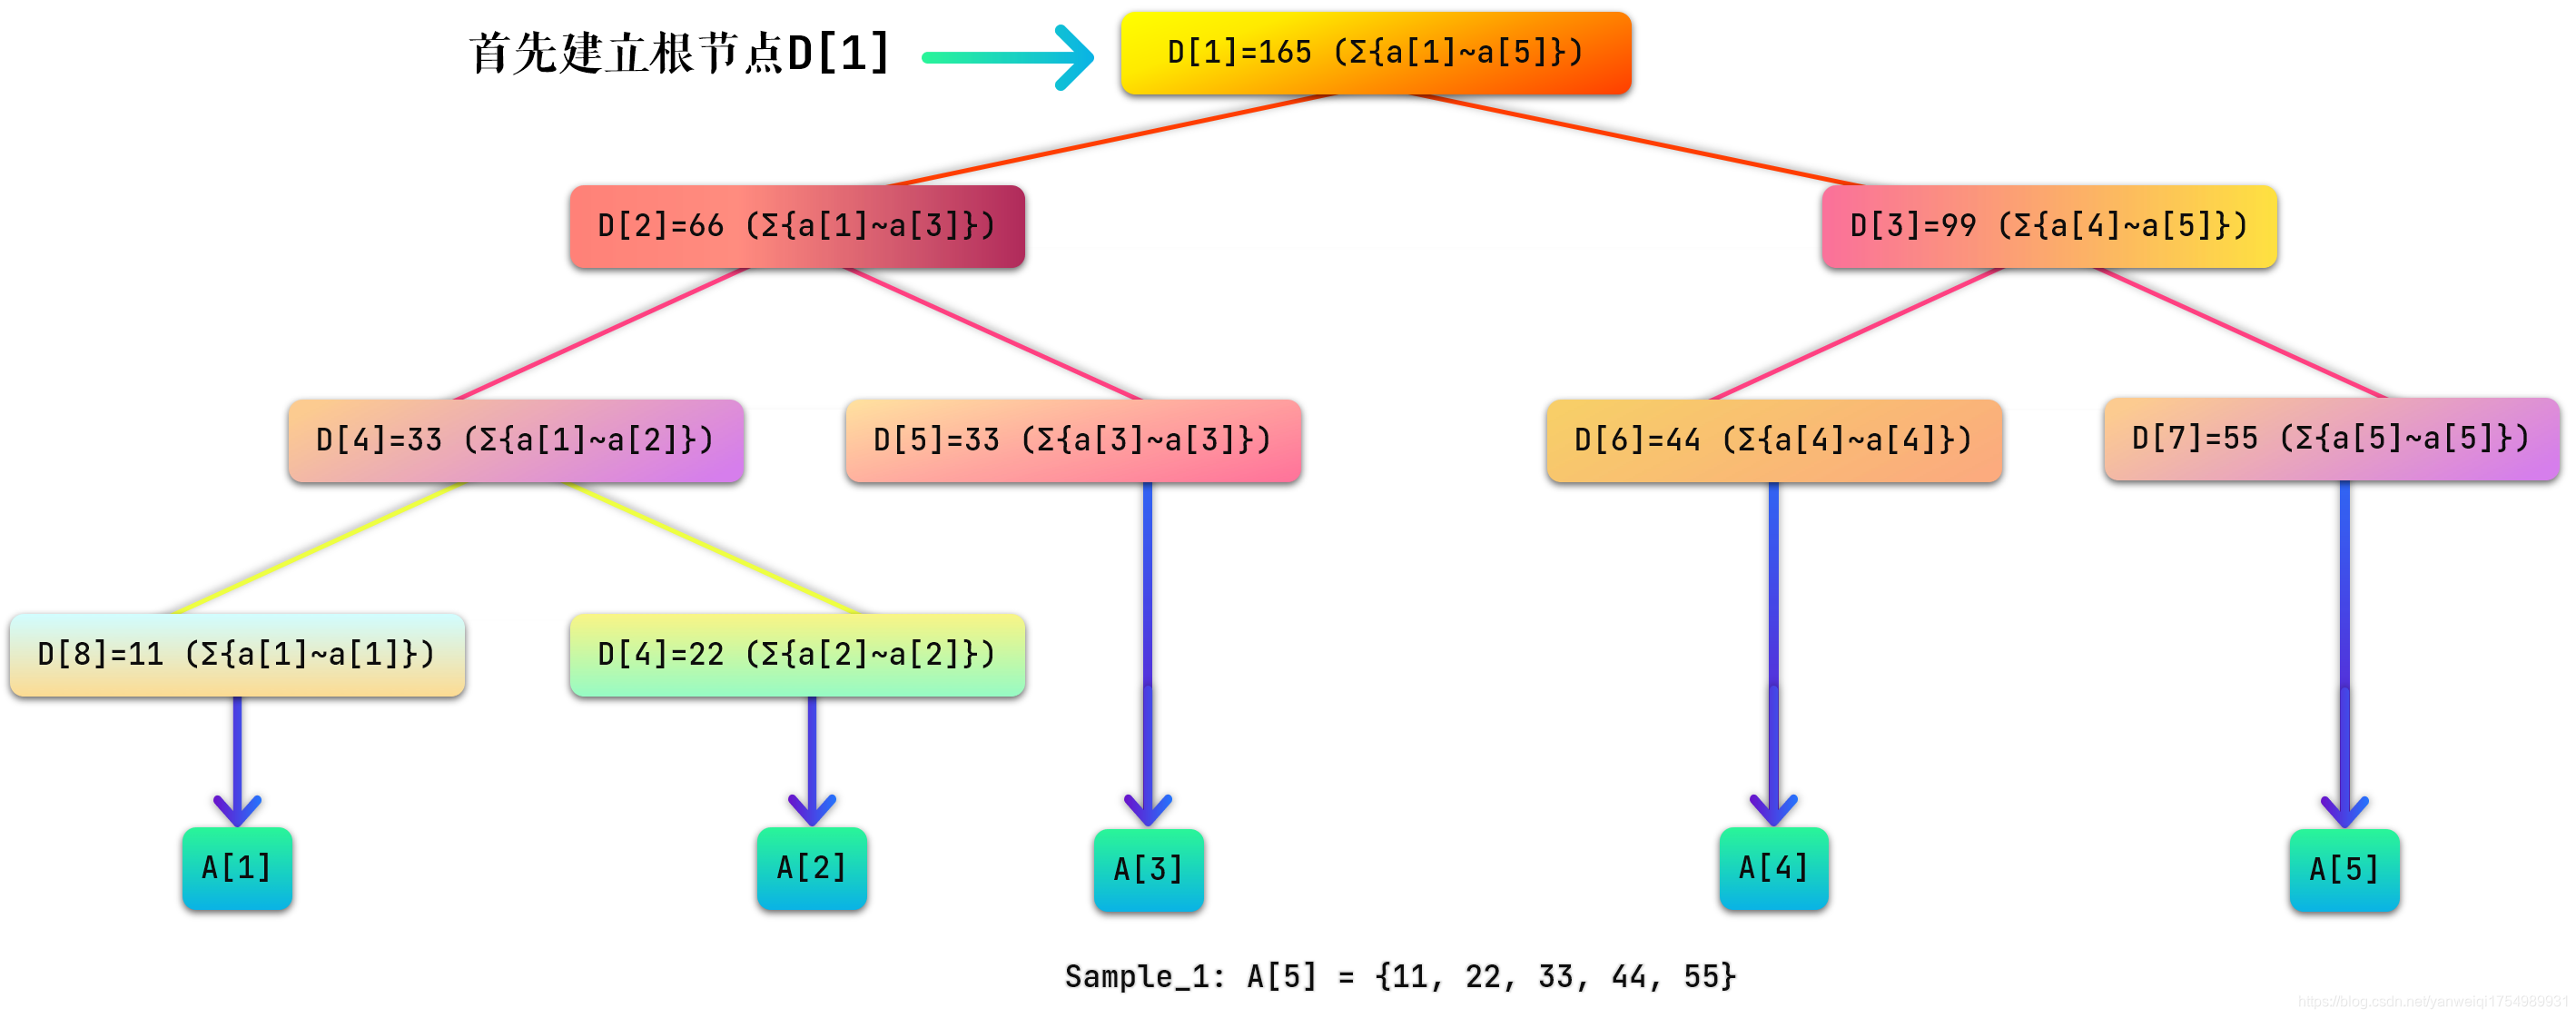 首先建立根节点D[1]
D[1]=165 (Σ{a[1]~a[5]})
D[2]=66 (Σ{a[1]~a[3]})
D[3]=99 (Σ{a[4]~a[5]})
D[4]=33 (Σ{a[1]~a[2]})
D[5]=33 (Σ{a[3]~a[3]})
D[6]=44 (Σ{a[4]~a[4]})
D[7]=55 (Σ{a[5]~a[5]})
D[8]=11 (Σ{a[1]~a[1]})
D[4]=22 (Σ{a[2]~a[2]})
A[1]
A[2]
A[3]
A[4]
A[5]
Sample_1: A[5] = {11, 22, 33, 44, 55}
https://blog.csdn.net/yanweiqi1754989931